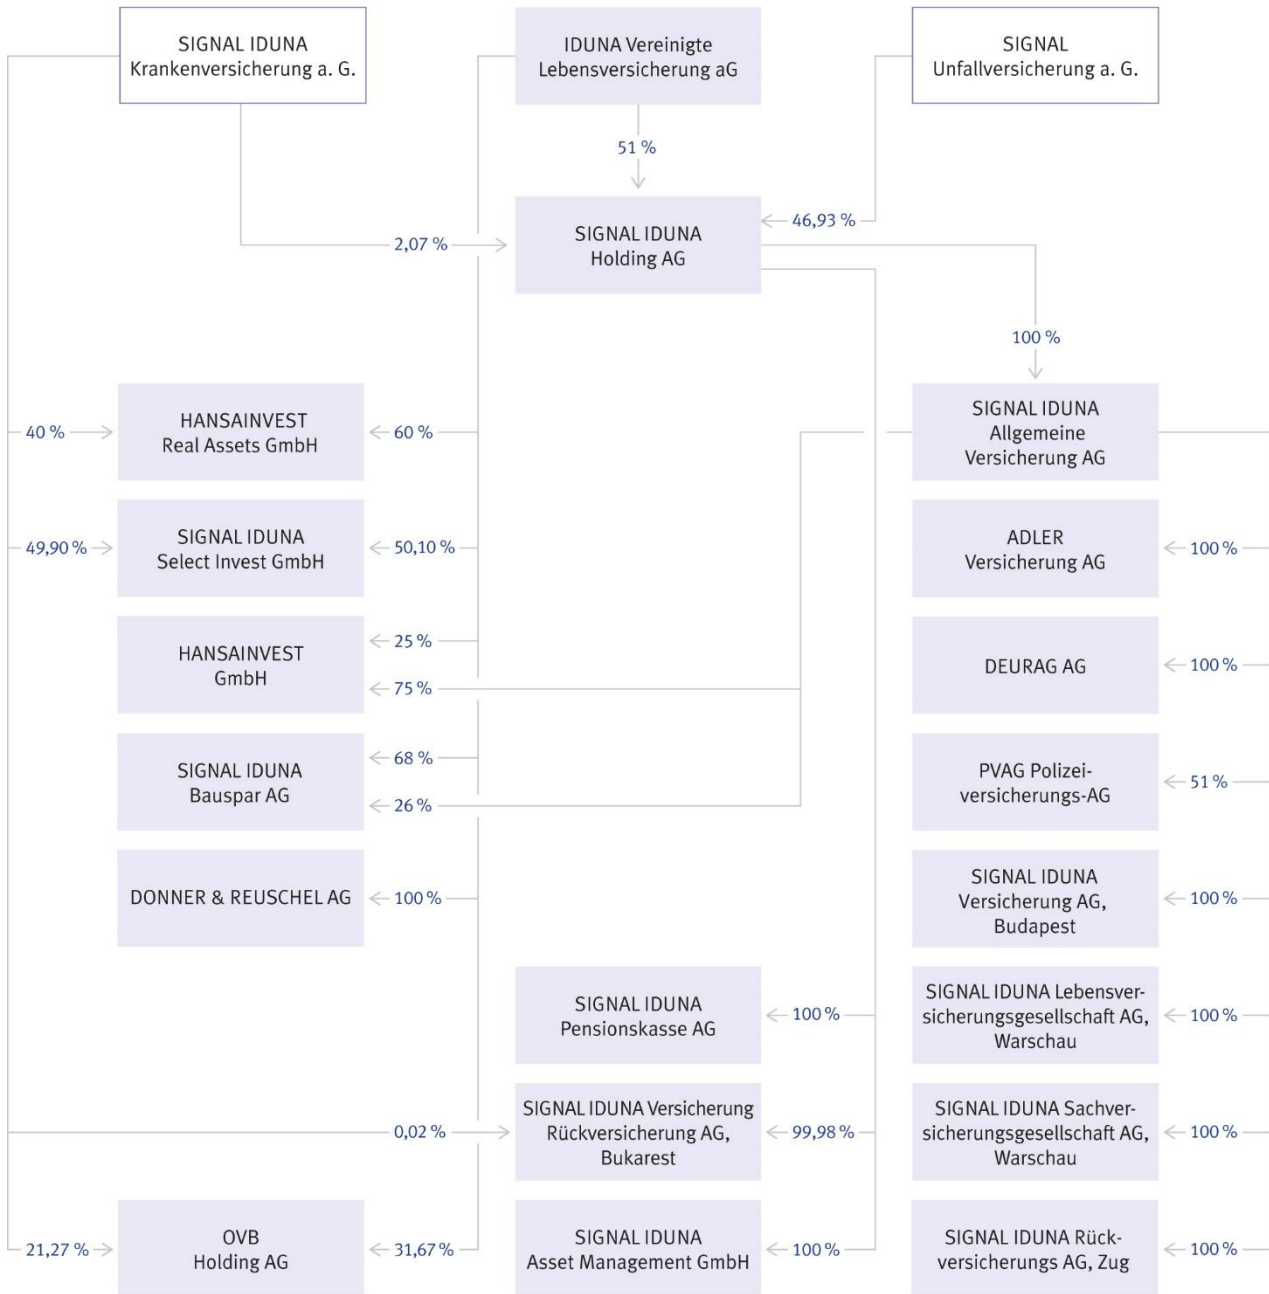 SIGNAL IDUNA
Krankenversicherung a. G.
IDUNA Vereinigte
Lebensversicherung aG
SIGNAL
Unfallversicherung a. G.
51 %
46,93 %
SIGNAL IDUNA
Holding AG
2,07 %
100 %
40 %
HANSAINVEST
Real Assets GmbH
60 %
SIGNAL IDUNA
Allgemeine
Versicherung AG
49,90 %
SIGNAL IDUNA
Select Invest GmbH
50,10 %
ADLER
Versicherung AG
100 %
HANSAINVEST
GmbH
25 %
75 %
DEURAG AG
100 %
SIGNAL IDUNA
Bauspar AG
68 %
26 %
PVAG Polizei-
versicherungs-AG
51 %
DONNER & REUSCHEL AG
100 %
SIGNAL IDUNA
Versicherung AG,
Budapest
100 %
SIGNAL IDUNA
Pensionskasse AG
100 %
SIGNAL IDUNA Lebensver-
sicherungsgesellschaft AG,
Warschau
100 %
0,02 %
SIGNAL IDUNA Versicherung
Rückversicherung AG,
Bukarest
99,98 %
SIGNAL IDUNA Sachver-
sicherungsgesellschaft AG,
Warschau
100 %
21,27 %
OVB
Holding AG
31,67 %
SIGNAL IDUNA
Asset Management GmbH
100 %
SIGNAL IDUNA Rück-
versicherungs AG, Zug
100 %